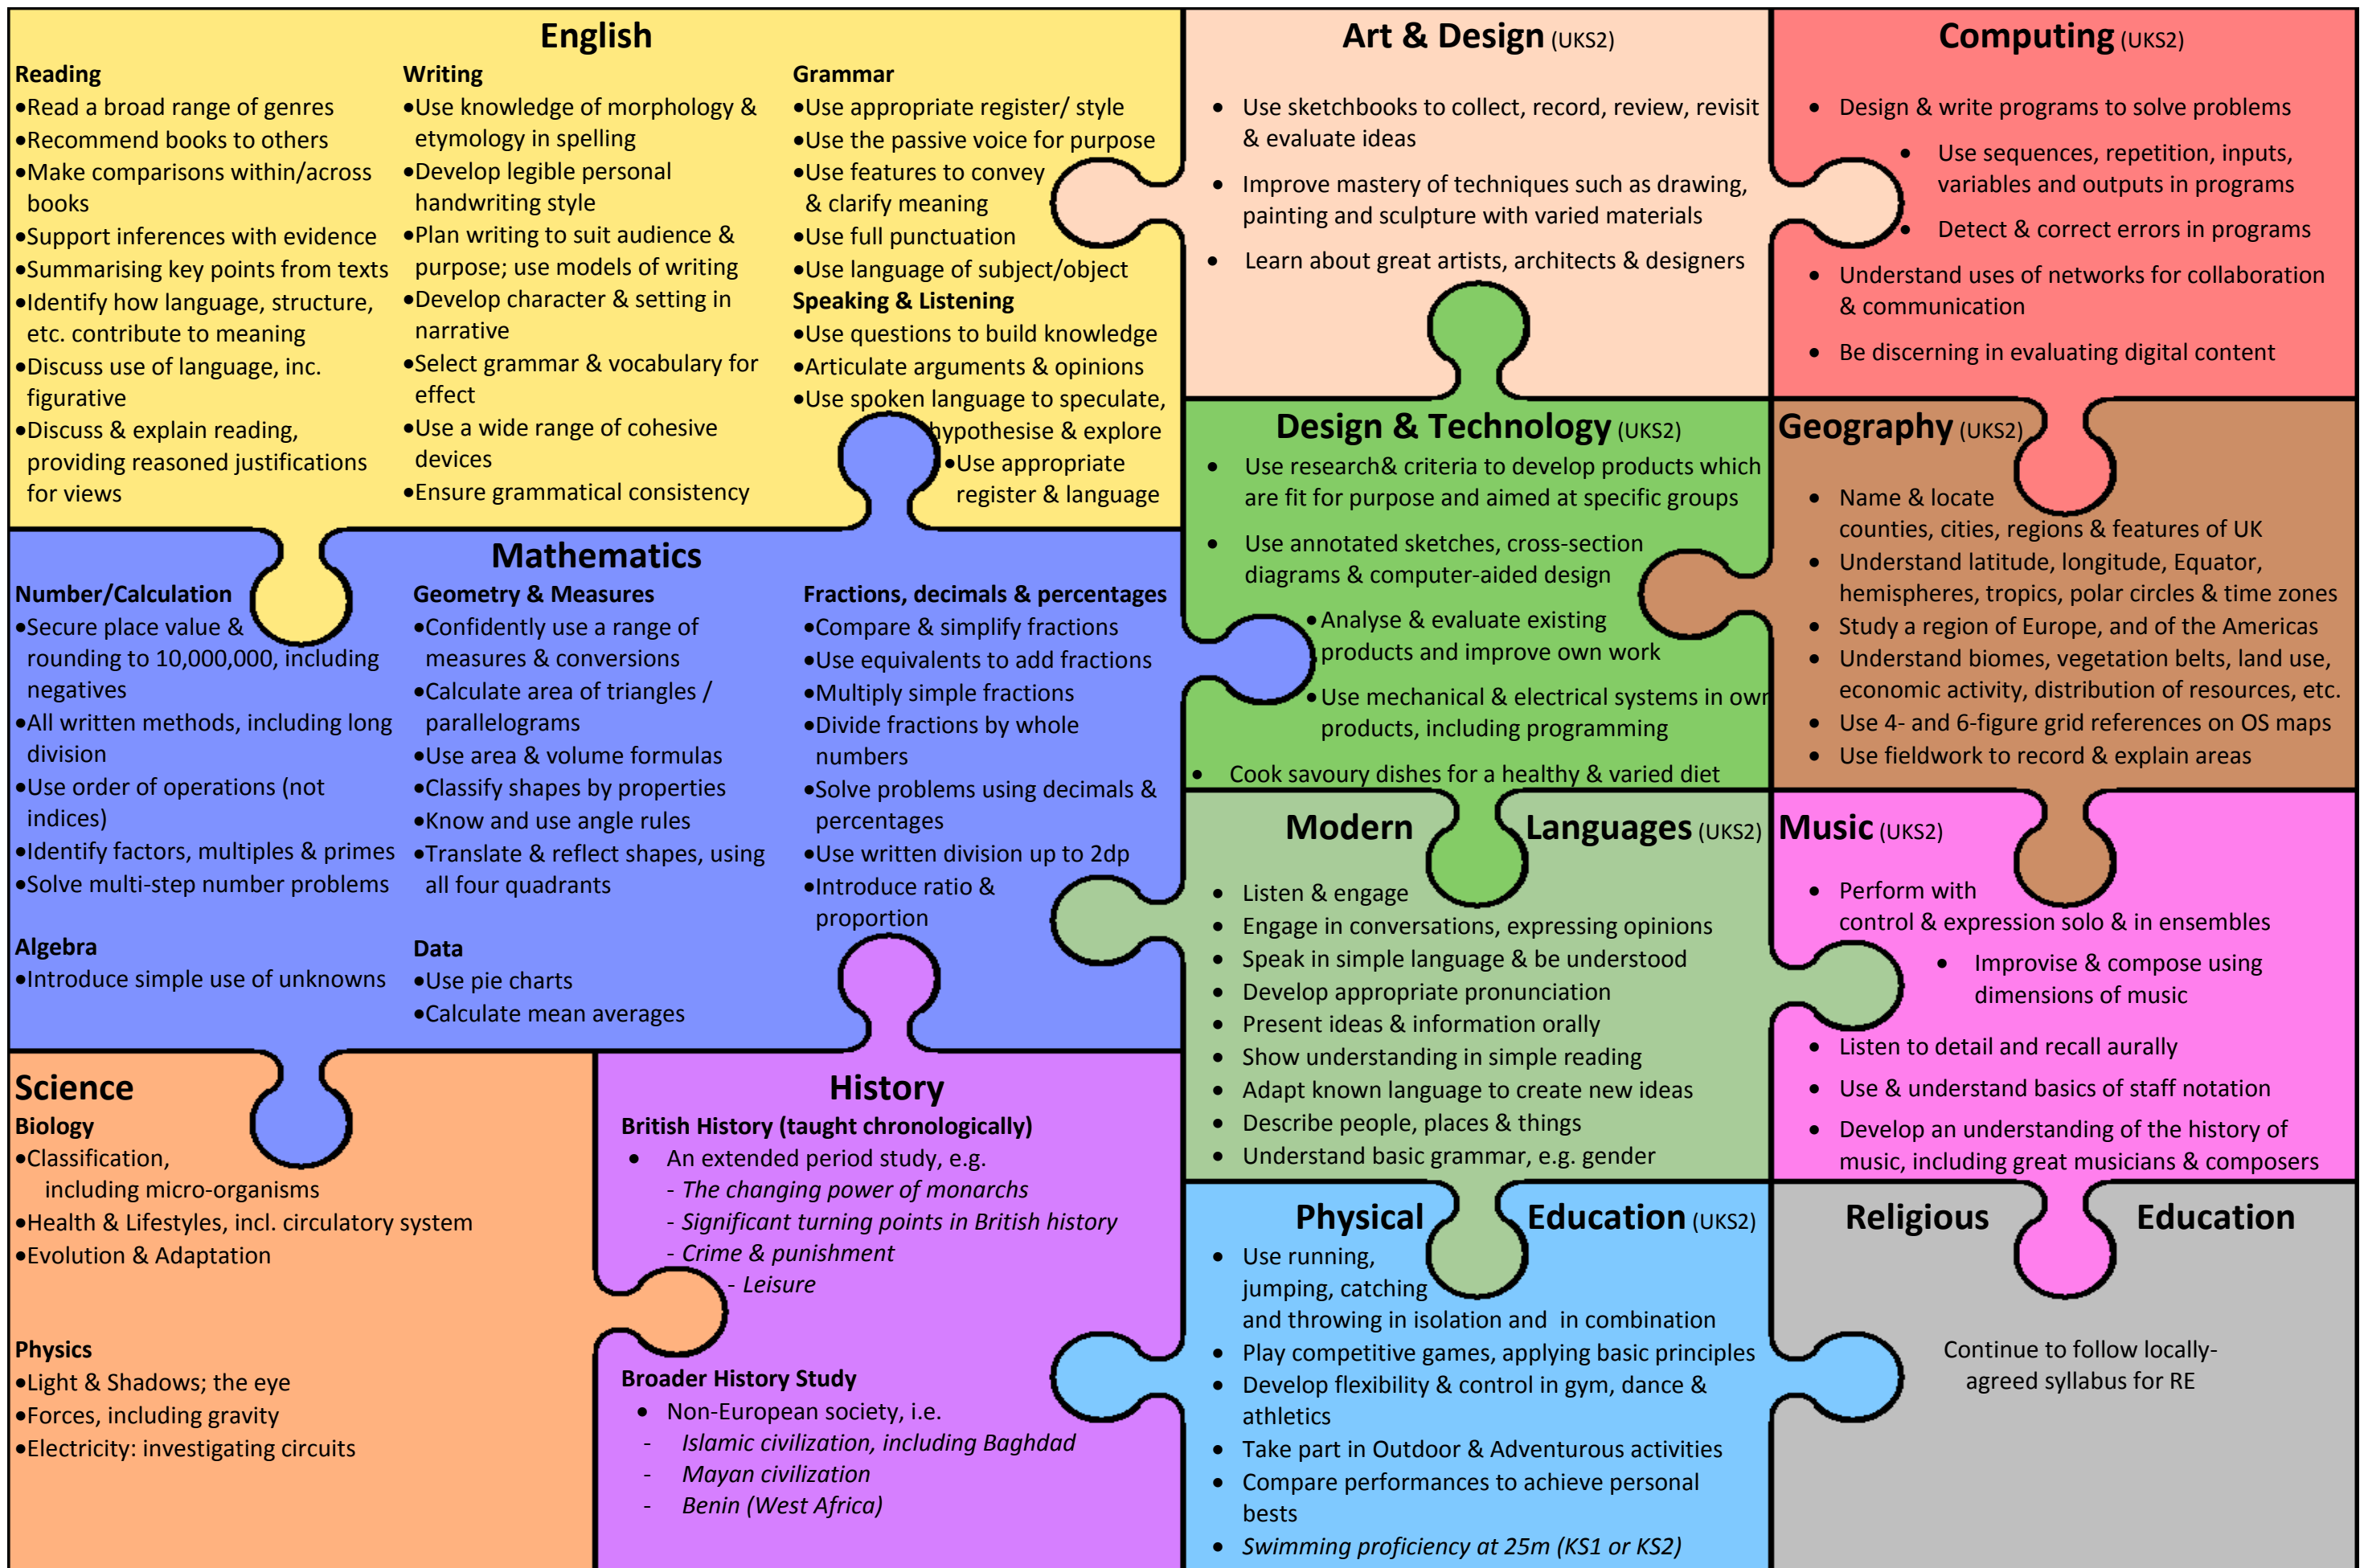 English
Reading
•Read a broad range of genres
•Recommend books to others
•Make comparisons within/across
books
•Support inferences with evidence
•Summarising key points from texts
•Identify how language, structure,
etc. contribute to meaning
•Discuss use of language, inc.
figurative
•Discuss & explain reading,
providing reasoned justifications
for views
Writing
•Use knowledge of morphology &
etymology in spelling
•Develop legible personal
handwriting style
•Plan writing to suit audience &
purpose; use models of writing
•Develop character & setting in
narrative
•Select grammar & vocabulary for
effect
•Use a wide range of cohesive
devices
•Ensure grammatical consistency
Grammar
•Use appropriate register/ style
•Use the passive voice for purpose
•Use features to convey
& clarify meaning
•Use full punctuation
•Use language of subject/object
Speaking & Listening
•Use questions to build knowledge
•Articulate arguments & opinions
•Use spoken language to speculate,
hypothesise & explore
•Use appropriate
register & language
Art & Design (UKS2)
• Use sketchbooks to collect, record, review, revisit
& evaluate ideas
• Improve mastery of techniques such as drawing,
painting and sculpture with varied materials
• Learn about great artists, architects & designers
Computing (UKS2)
• Design & write programs to solve problems
• Use sequences, repetition, inputs,
variables and outputs in programs
• Detect & correct errors in programs
• Understand uses of networks for collaboration
& communication
• Be discerning in evaluating digital content
Design & Technology (UKS2)
• Use research& criteria to develop products which
are fit for purpose and aimed at specific groups
• Use annotated sketches, cross-section
diagrams & computer-aided design
•Analyse & evaluate existing
products and improve own work
•Use mechanical & electrical systems in own
products, including programming
• Cook savoury dishes for a healthy & varied diet
Geography (UKS2)
• Name & locate
counties, cities, regions & features of UK
• Understand latitude, longitude, Equator,
hemispheres, tropics, polar circles & time zones
• Study a region of Europe, and of the Americas
• Understand biomes, vegetation belts, land use,
economic activity, distribution of resources, etc.
• Use 4- and 6-figure grid references on OS maps
• Use fieldwork to record & explain areas
Mathematics
Number/Calculation
•Secure place value &
rounding to 10,000,000, including
negatives
•All written methods, including long
division
•Use order of operations (not
indices)
•Identify factors, multiples & primes
•Solve multi-step number problems
Algebra
•Introduce simple use of unknowns
Geometry & Measures
•Confidently use a range of
measures & conversions
•Calculate area of triangles /
parallelograms
•Use area & volume formulas
•Classify shapes by properties
•Know and use angle rules
•Translate & reflect shapes, using
all four quadrants
Data
•Use pie charts
•Calculate mean averages
Fractions, decimals & percentages
•Compare & simplify fractions
•Use equivalents to add fractions
•Multiply simple fractions
•Divide fractions by whole
numbers
•Solve problems using decimals &
percentages
•Use written division up to 2dp
•Introduce ratio &
proportion
Modern Languages (UKS2)
• Listen & engage
• Engage in conversations, expressing opinions
• Speak in simple language & be understood
• Develop appropriate pronunciation
• Present ideas & information orally
• Show understanding in simple reading
• Adapt known language to create new ideas
• Describe people, places & things
• Understand basic grammar, e.g. gender
Music (UKS2)
• Perform with
control & expression solo & in ensembles
• Improvise & compose using
dimensions of music
• Listen to detail and recall aurally
• Use & understand basics of staff notation
• Develop an understanding of the history of
music, including great musicians & composers
Science
Biology
•Classification,
including micro-organisms
•Health & Lifestyles, incl. circulatory system
•Evolution & Adaptation
Physics
•Light & Shadows; the eye
•Forces, including gravity
•Electricity: investigating circuits
History
British History (taught chronologically)
• An extended period study, e.g.
- The changing power of monarchs
- Significant turning points in British history
- Crime & punishment
- Leisure
Broader History Study
• Non-European society, i.e.
- Islamic civilization, including Baghdad
- Mayan civilization
- Benin (West Africa)
Physical Education (UKS2)
• Use running,
jumping, catching
and throwing in isolation and in combination
• Play competitive games, applying basic principles
• Develop flexibility & control in gym, dance &
athletics
• Take part in Outdoor & Adventurous activities
• Compare performances to achieve personal
bests
• Swimming proficiency at 25m (KS1 or KS2)
Religious Education
Continue to follow locally-
agreed syllabus for RE